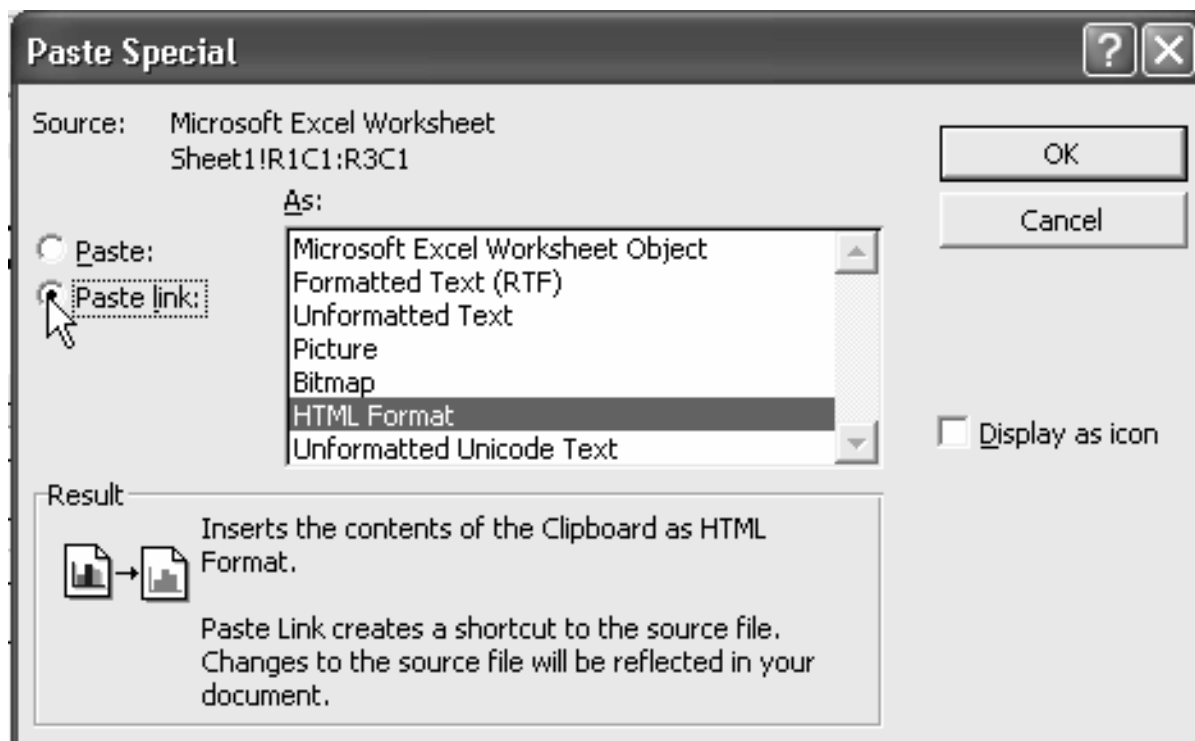 Paste Special
Source: Microsoft Excel Worksheet
Sheet1!R1C1:R3C1
OK
Cancel
As:
Paste:
Paste link:
Microsoft Excel Worksheet Object
Formatted Text (RTF)
Unformatted Text
Picture
Bitmap
HTML Format
Unformatted Unicode Text
Display as icon
Result
Inserts the contents of the Clipboard as HTML
Format.
Paste Link creates a shortcut to the source file.
Changes to the source file will be reflected in your
document.